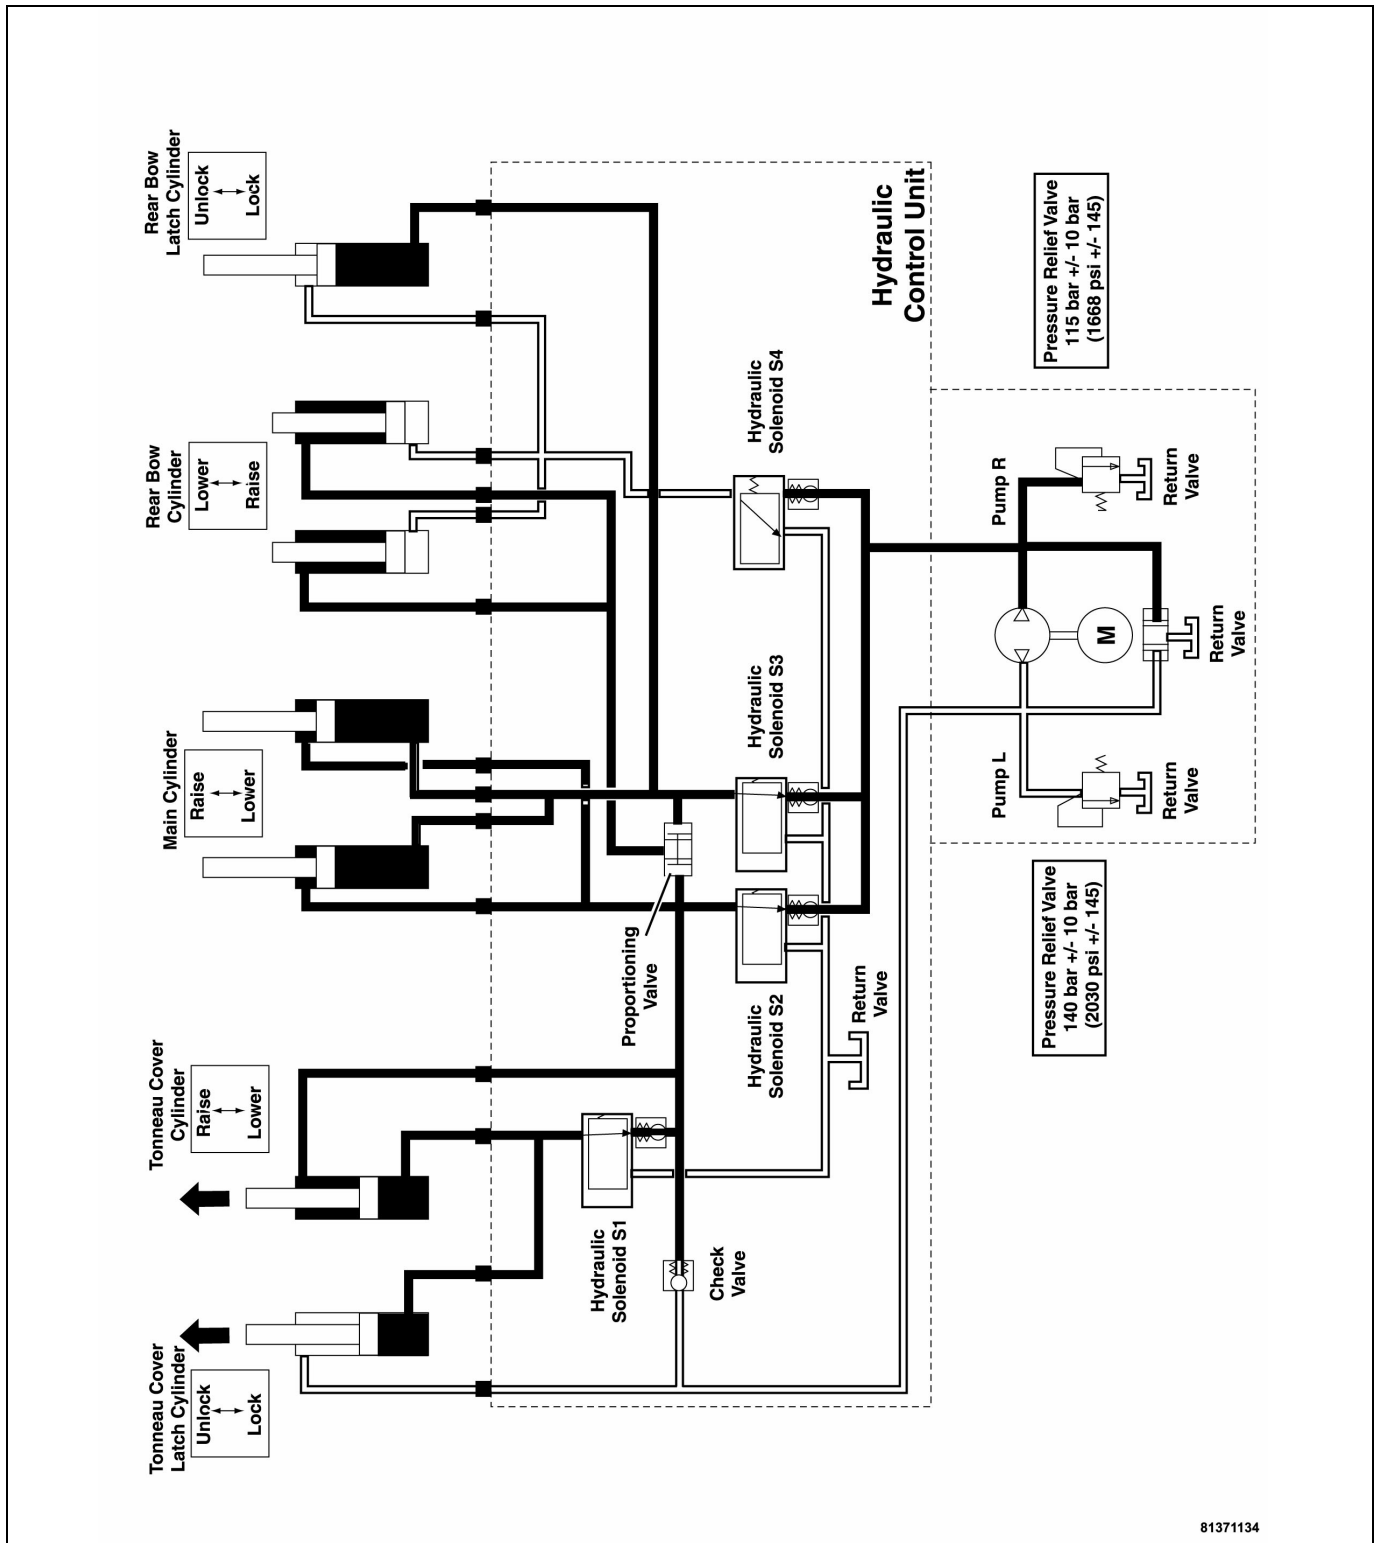 Tonneau Cover
Latch Cylinder
Unlock
Lock
Tonneau Cover
Cylinder
Raise
Lower
Main Cylinder
Raise
Lower
Rear Bow
Cylinder
Lower
Raise
Rear Bow
Latch Cylinder
Unlock
Lock
Hydraulic
Solenoid S1
Check
Valve
Proportioning
Valve
Hydraulic
Solenoid S2
Return
Valve
Hydraulic
Solenoid S3
Hydraulic
Solenoid S4
Hydraulic
Control Unit
Pump L
Return
Valve
M
Return
Valve
Pump R
Return
Valve
Pressure Relief Valve
140 bar +/- 10 bar
(2030 psi +/- 145)
Pressure Relief Valve
115 bar +/- 10 bar
(1668 psi +/- 145)
81371134